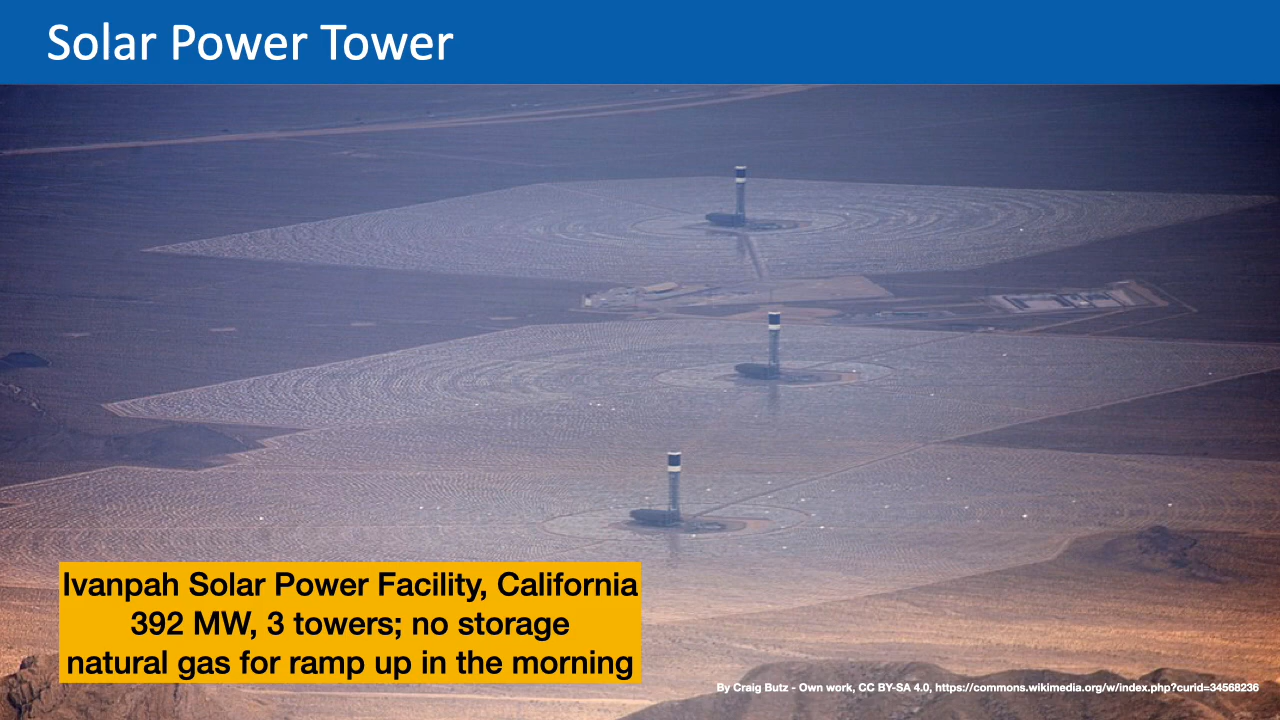 Solar Power Tower
Ivanpah Solar Power Facility, California
392 MW, 3 towers; no storage
natural gas for ramp up in the morning
By Craig Butz - Own work, CC BY-SA 4.0, https://commons.wikimedia.org/w/index.php?curid=34568236